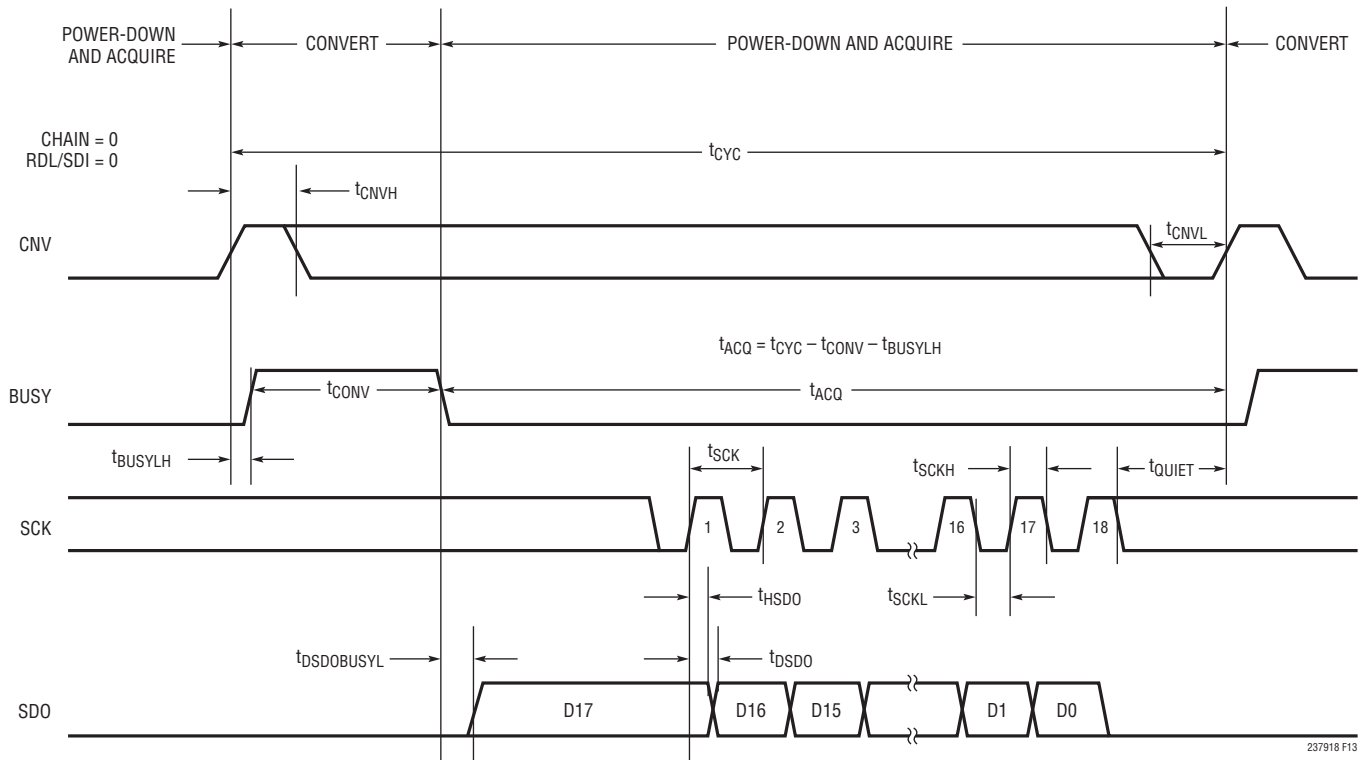 POWER-DOWN
AND ACQUIRE
CONVERT
POWER-DOWN AND ACQUIRE
CONVERT
CHAIN = 0
RDL/SDI = 0
tCYC
tCNVH
CNV
tCNVL
tACQ = tCYC – tCONV – tBUSYLH
BUSY
tCONV
tACQ
tBUSYLH
tSCK
tSCKH
tQUIET
SCK
1
2
3
16
17
18
tHSDO
tSCKL
tDSDOBUSYL
tDSDO
SDO
D17
D16
D15
D1
D0
237918 F13